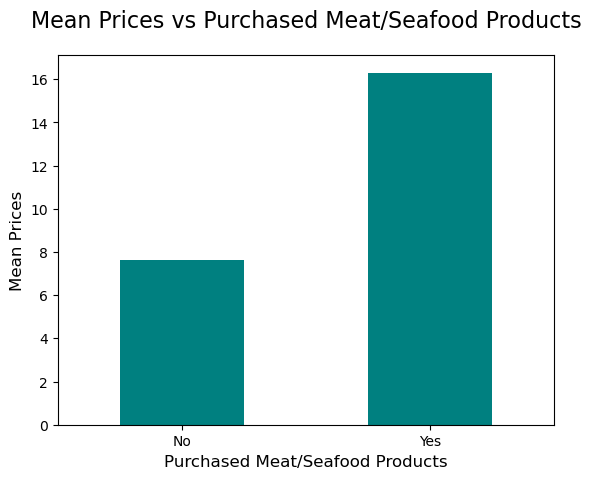 Mean Prices vs Purchased Meat/Seafood Products
16
14
12
10
8
6
4
2
0
Mean Prices
No Yes
Purchased Meat/Seafood Products